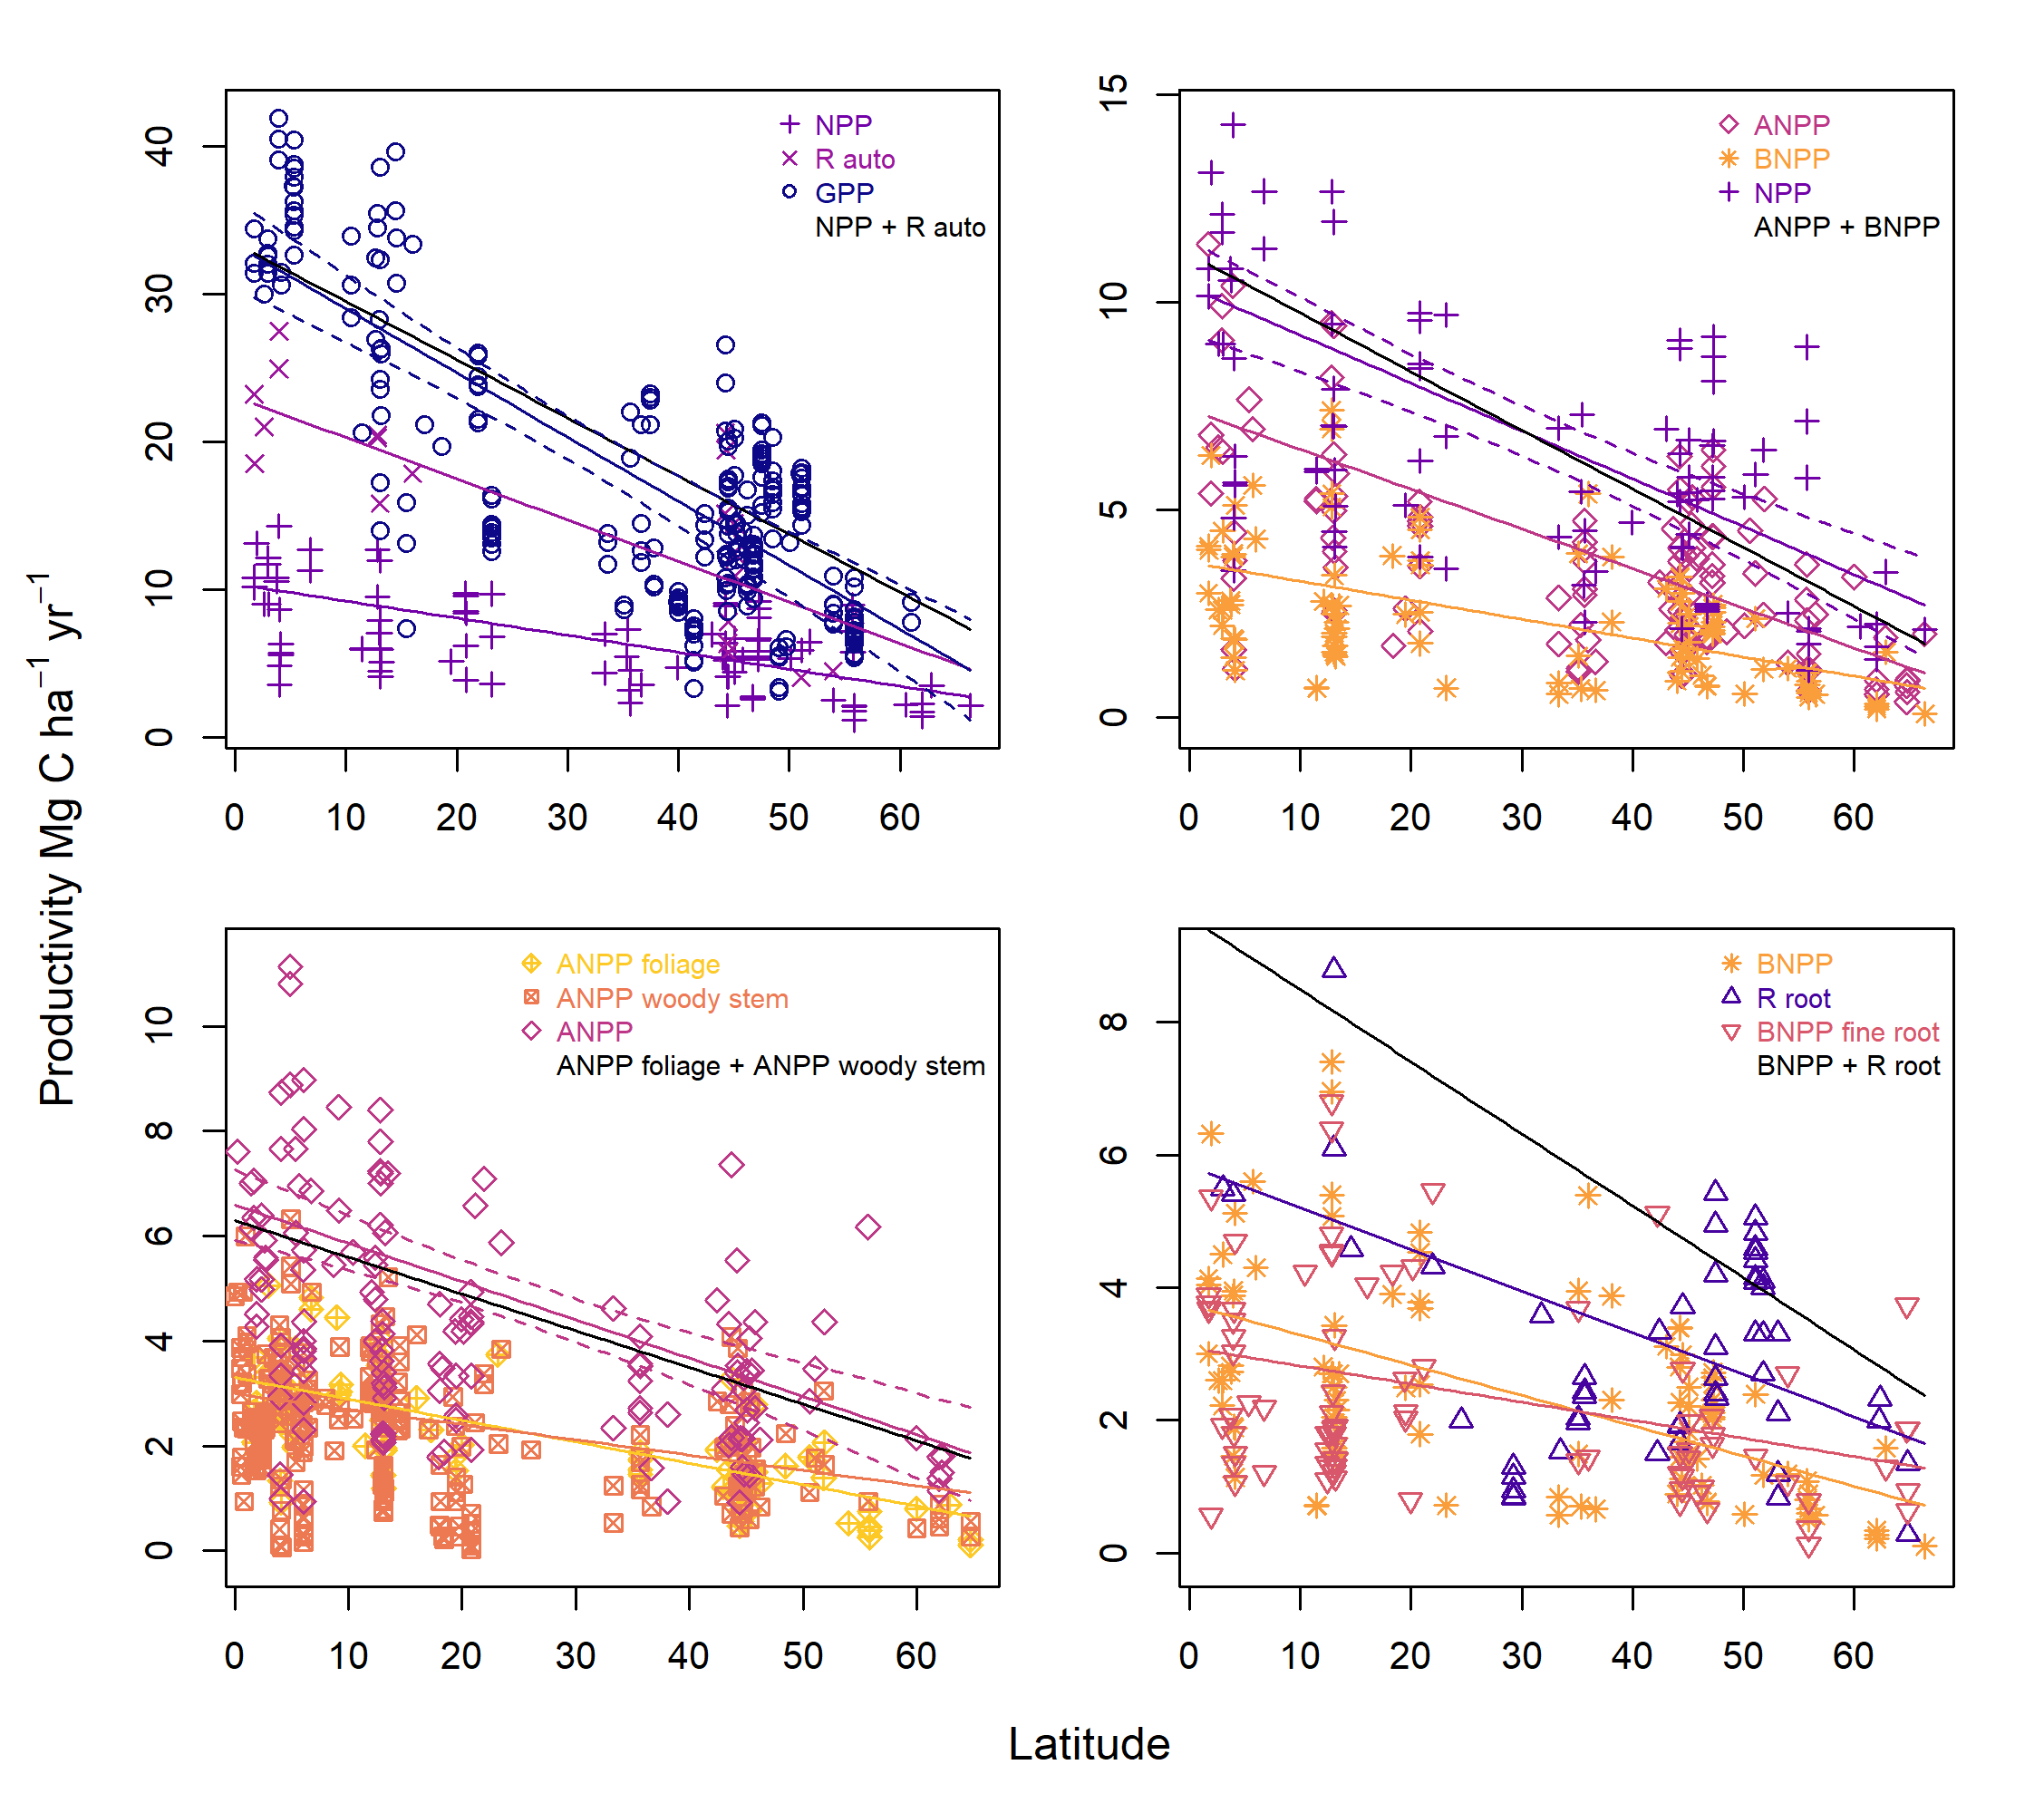 Productivity Mg C ha⁻¹ yr⁻¹
40
30
20
10
0
NPP
R auto
GPP
NPP + R auto
0 10 20 30 40 50 60
15
10
5
0
ANPP
BNPP
NPP
ANPP + BNPP
0 10 20 30 40 50 60
10
8
6
4
2
0
ANPP foliage
ANPP woody stem
ANPP
ANPP foliage + ANPP woody stem
0 10 20 30 40 50 60
8
6
4
2
0
BNPP
R root
BNPP fine root
BNPP + R root
0 10 20 30 40 50 60
Latitude